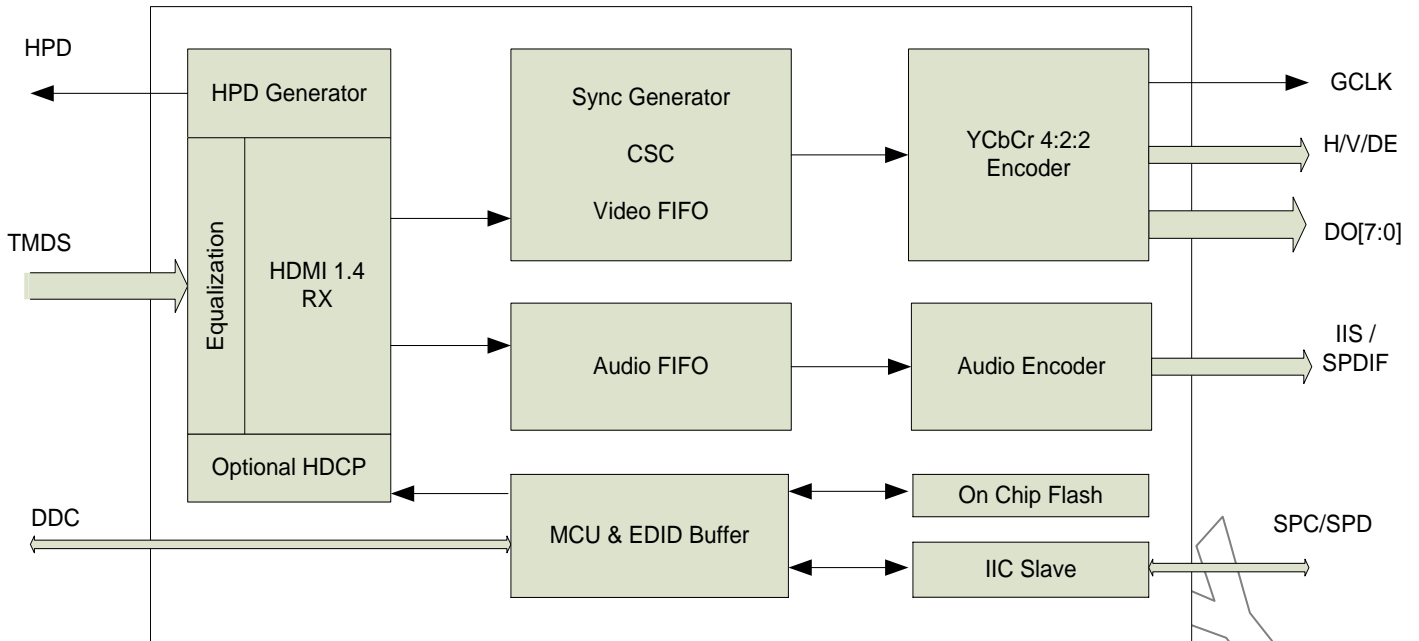 HPD
HPD Generator
Sync Generator
CSC
Video FIFO
YCbCr 4:2:2
Encoder
GCLK
H/V/DE
DO[7:0]
TMDS
Equalization
HDMI 1.4
RX
Audio FIFO
Audio Encoder
IIS /
SPDIF
Optional HDCP
DDC
MCU & EDID Buffer
On Chip Flash
IIC Slave
SPC/SPD